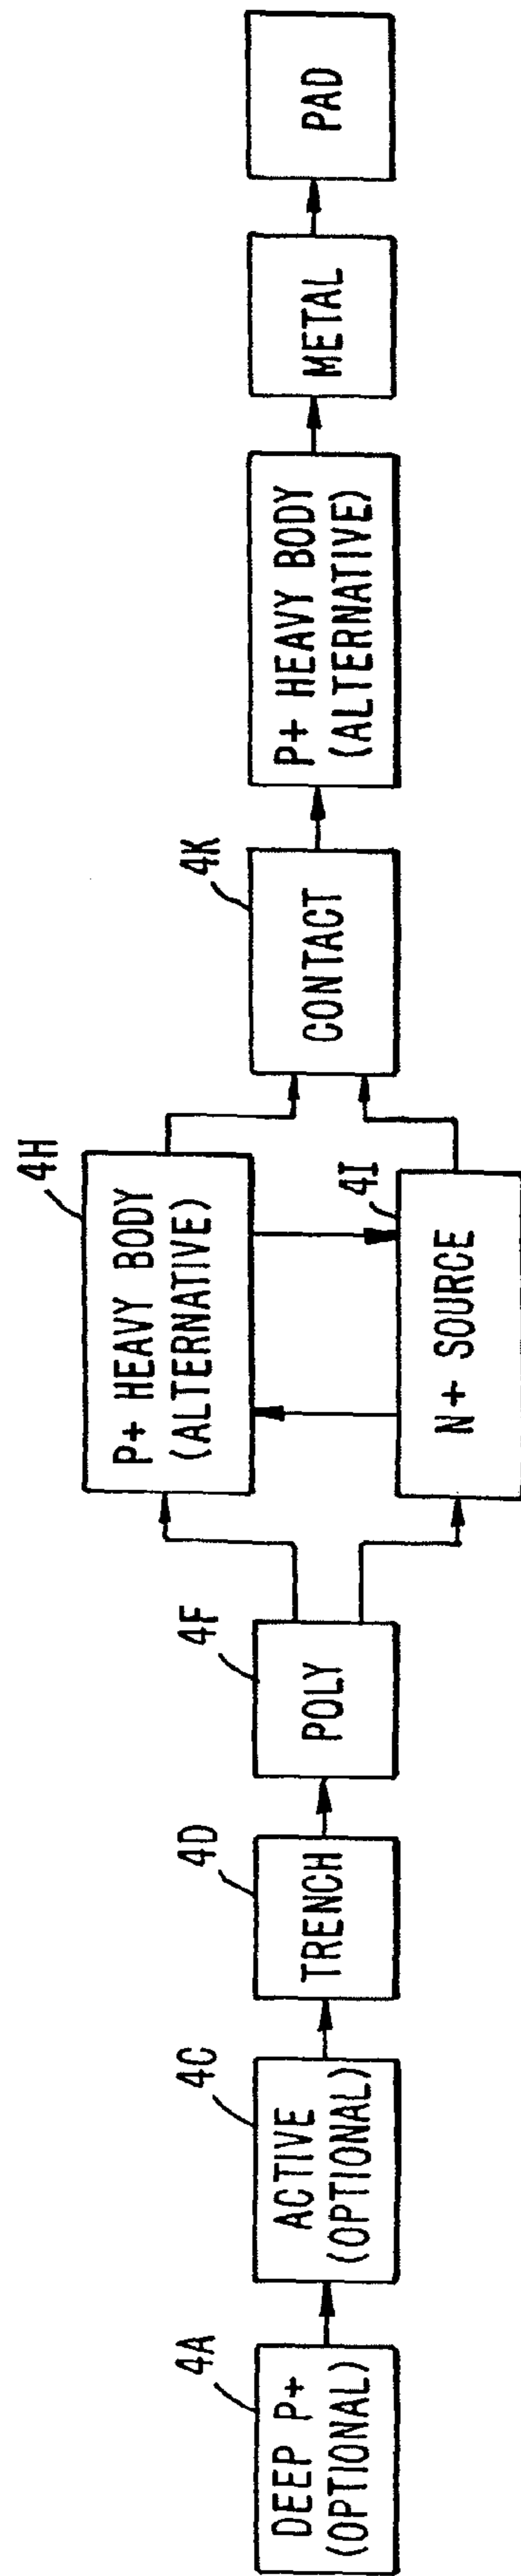 4A
DEEP P+
(OPTIONAL)
4C
ACTIVE
(OPTIONAL)
4D
TRENCH
4F
POLY
4H
P+ HEAVY BODY
(ALTERNATIVE)
4I
N+ SOURCE
4K
CONTACT
P+ HEAVY BODY
(ALTERNATIVE)
METAL
PAD